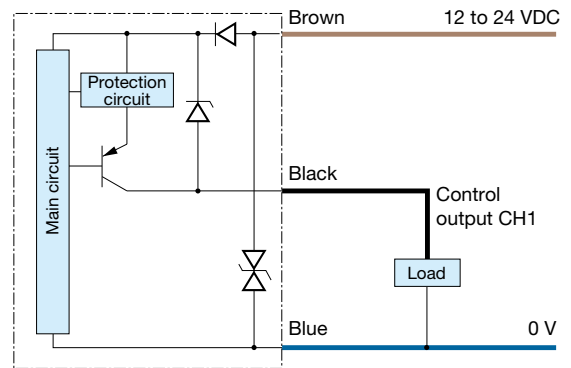 Brown 12 to 24 VDC
Protection
circuit
Main circuit
Black
Control
output CH1
Load
Blue 0 V